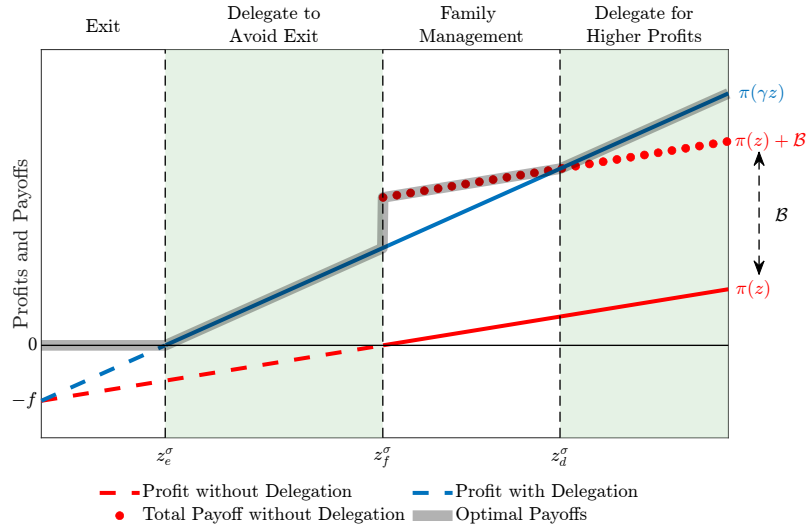 Exit
Delegate to
Avoid Exit
Family
Management
Delegate for
Higher Profits
Profits and Payoffs
π(γz)
π(z) + ℬ
ℬ
π(z)
0
−f
z_e^σ
z_f^σ
z_d^σ
Profit without Delegation
Profit with Delegation
Total Payoff without Delegation
Optimal Payoffs